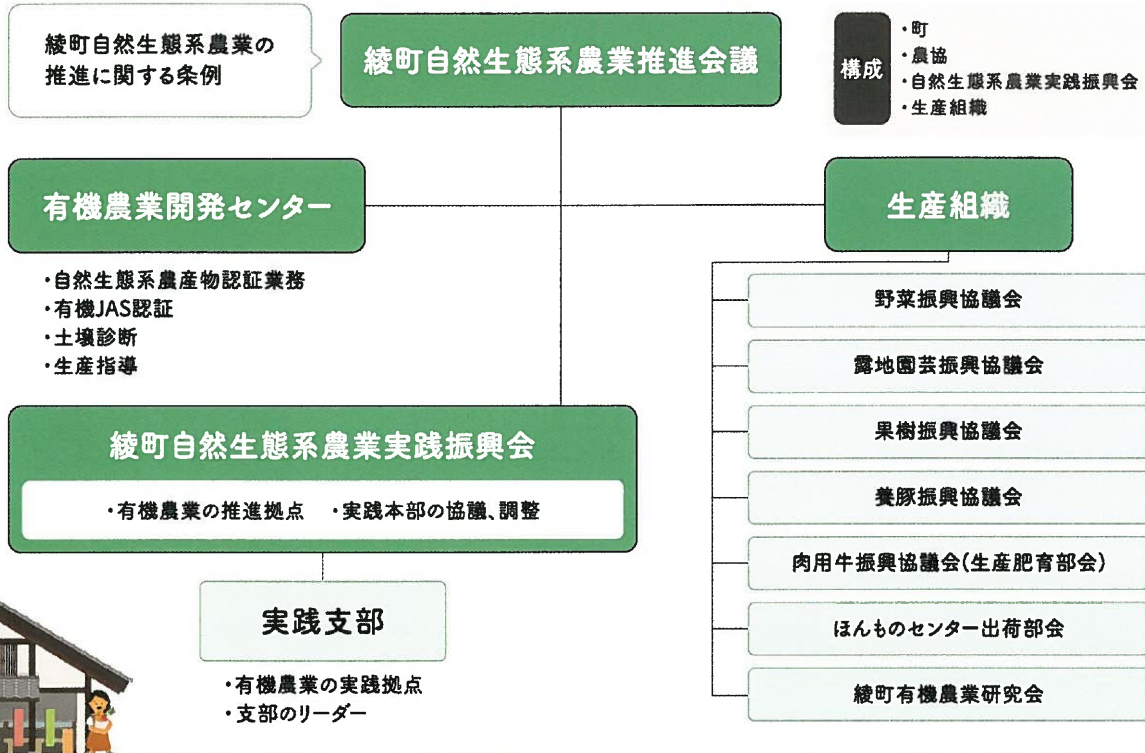 綾町自然生態系農業の
推進に関する条例
綾町自然生態系農業推進会議
構成
・町
・農協
・自然生態系農業実践振興会
・生産組織
有機農業開発センター
・自然生態系農産物認証業務
・有機JAS認証
・土壌診断
・生産指導
生産組織
野菜振興協議会
露地園芸振興協議会
果樹振興協議会
養豚振興協議会
肉用牛振興協議会(生産肥育部会)
ほんものセンター出荷部会
綾町有機農業研究会
綾町自然生態系農業実践振興会
・有機農業の推進拠点 ・実践本部の協議、調整
実践支部
・有機農業の実践拠点
・支部のリーダー